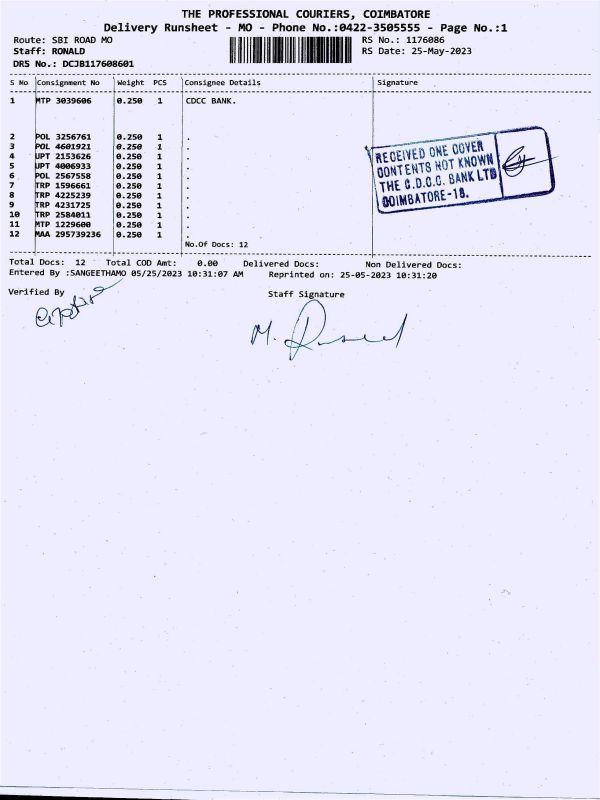 THE PROFESSIONAL COURIERS, COIMBATORE
Delivery Runsheet - MO - Phone No.:0422-3505555 - Page No.:1
Route: SBI ROAD MO
RS No.: 1176086
Staff: RONALD
RS Date: 25-May-2023
DRS No.: DCJB117608601
S No Consignment No Weight PCS Consignee Details Signature
1 MTP 3039606 0.250 1 CDCC BANK.
2 POL 3256761 0.250 1 .
3 POL 4601921 0.250 1 .
4 UPT 2153626 0.250 1 .
5 UPT 4006933 0.250 1 .
6 POL 2567558 0.250 1 .
7 TRP 1596661 0.250 1 .
8 TRP 4225239 0.250 1 .
9 TRP 4231725 0.250 1 .
10 TRP 2584011 0.250 1 .
11 MTP 1229600 0.250 1 .
12 MAA 295739236 0.250 1 .
No.Of Docs: 12
RECEIVED ONE COVER
CONTENTS NOT KNOWN
THE C.D.C.C. BANK LTD
COIMBATORE-18.
Total Docs: 12 Total COD Amt: 0.00 Delivered Docs: Non Delivered Docs:
Entered By :SANGEETHAMO 05/25/2023 10:31:07 AM Reprinted on: 25-05-2023 10:31:20
Verified By Staff Signature
M.